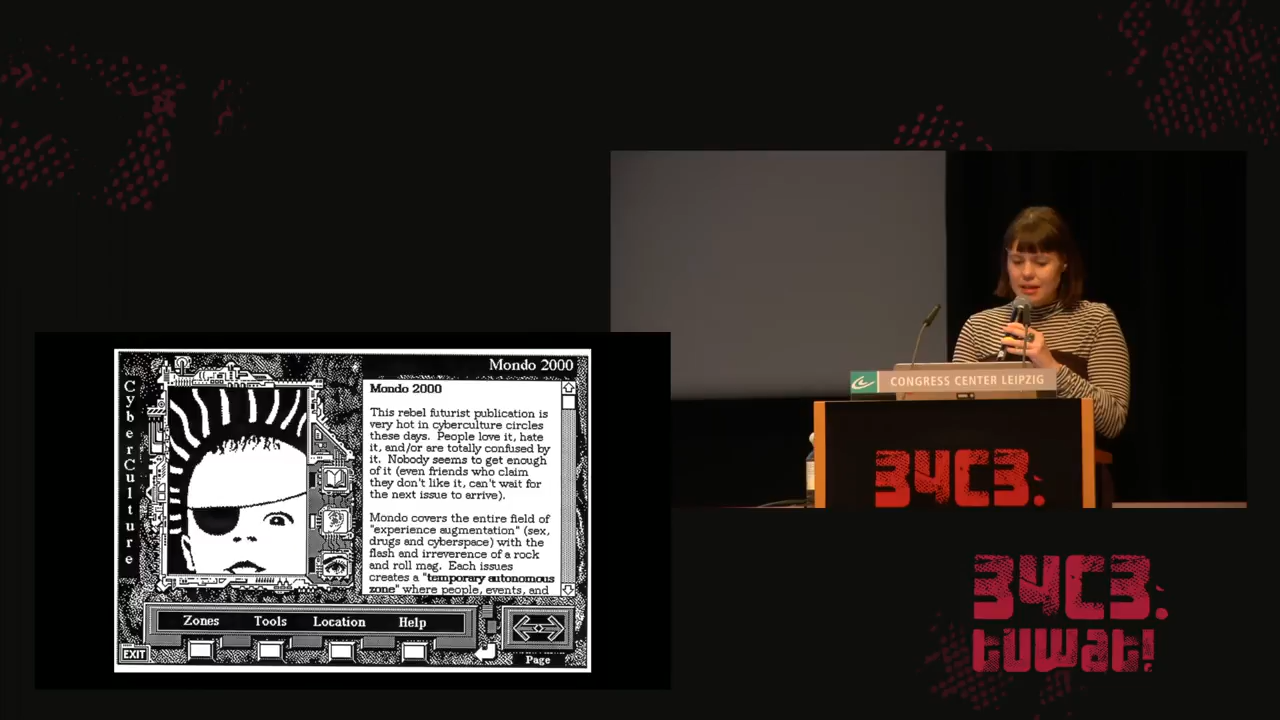 Mondo 2000
CyberCulture
Mondo 2000
This rebel futurist publication is
very hot in cyberculture circles
these days. People love it, hate
it, and/or are totally confused by
it. Nobody seems to get enough
of it (even friends who claim
they don't like it, can't wait for
the next issue to arrive).
Mondo covers the entire field of
"experience augmentation" (sex,
drugs and cyberspace) with the
flash and irreverence of a rock
and roll mag. Each issues
creates a "temporary autonomous
zone" where people, events, and
Zones Tools Location Help
EXIT
Page
CONGRESS CENTER LEIPZIG
34C3:
34C3:
tuwat!